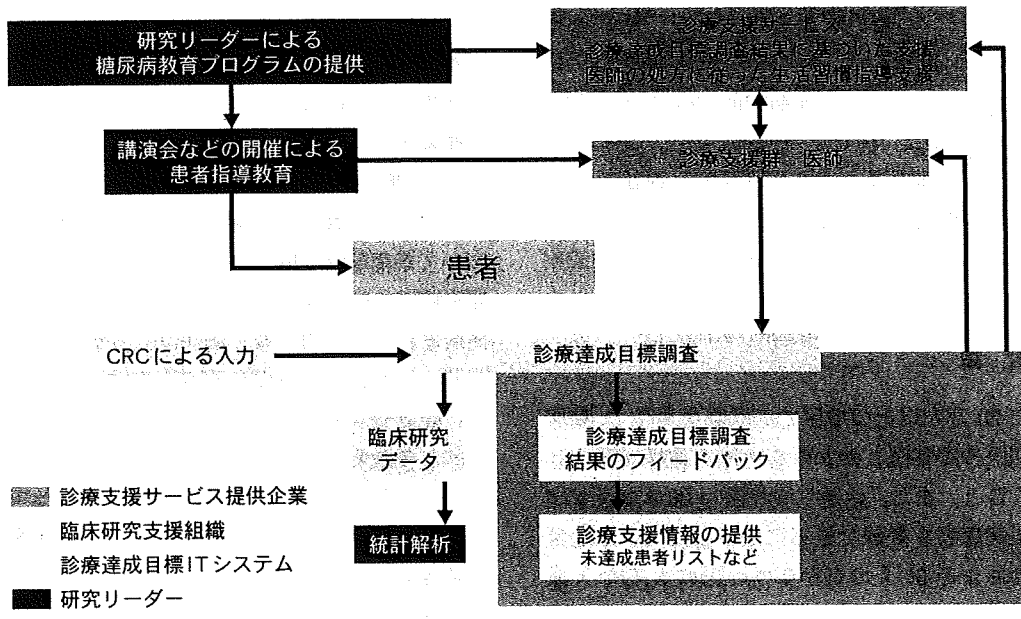 研究リーダーによる
糖尿病教育プログラムの提供
診療支援サービス
診療達成目標調査結果に基づいた支援
医師の処方に従った生活習慣指導支援
講演会などの開催による
患者指導教育
診療支援群 医師
患者
CRCによる入力
診療達成目標調査
臨床研究
データ
診療達成目標調査
結果のフィードバック
統計解析
診療支援情報の提供
未達成患者リストなど
診療支援サービス提供企業
臨床研究支援組織
診療達成目標ITシステム
研究リーダー